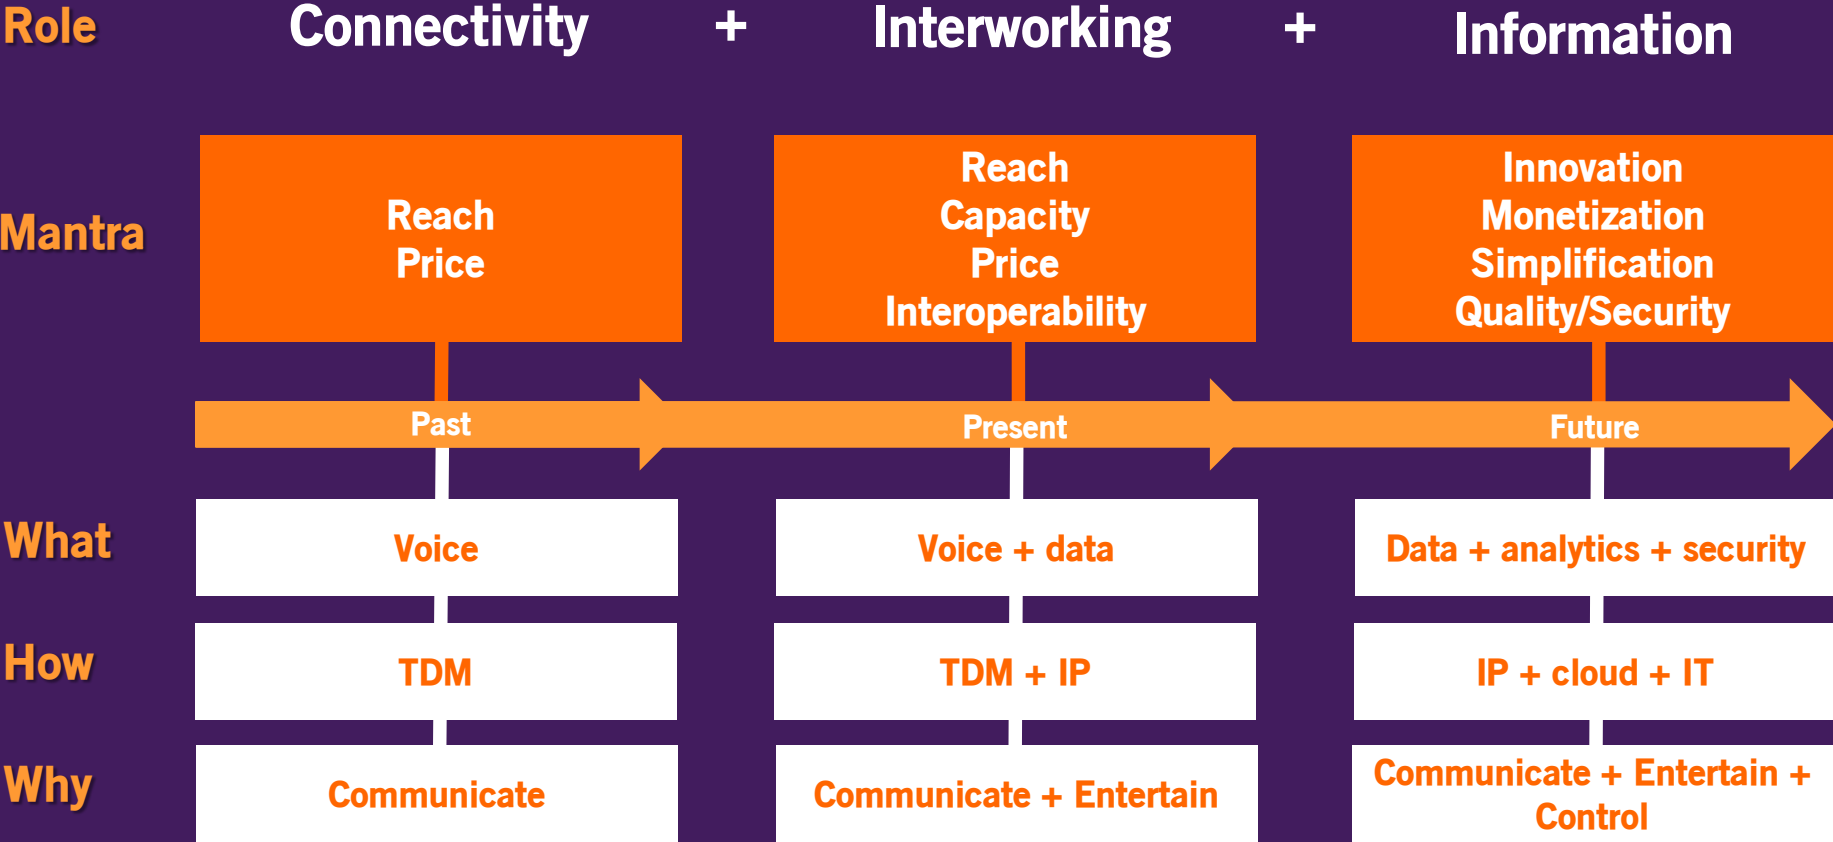 Role
Connectivity + Interworking + Information
Mantra
Reach
Price
Reach
Capacity
Price
Interoperability
Innovation
Monetization
Simplification
Quality/Security
Past
Present
Future
What
Voice
Voice + data
Data + analytics + security
How
TDM
TDM + IP
IP + cloud + IT
Why
Communicate
Communicate + Entertain
Communicate + Entertain +
Control